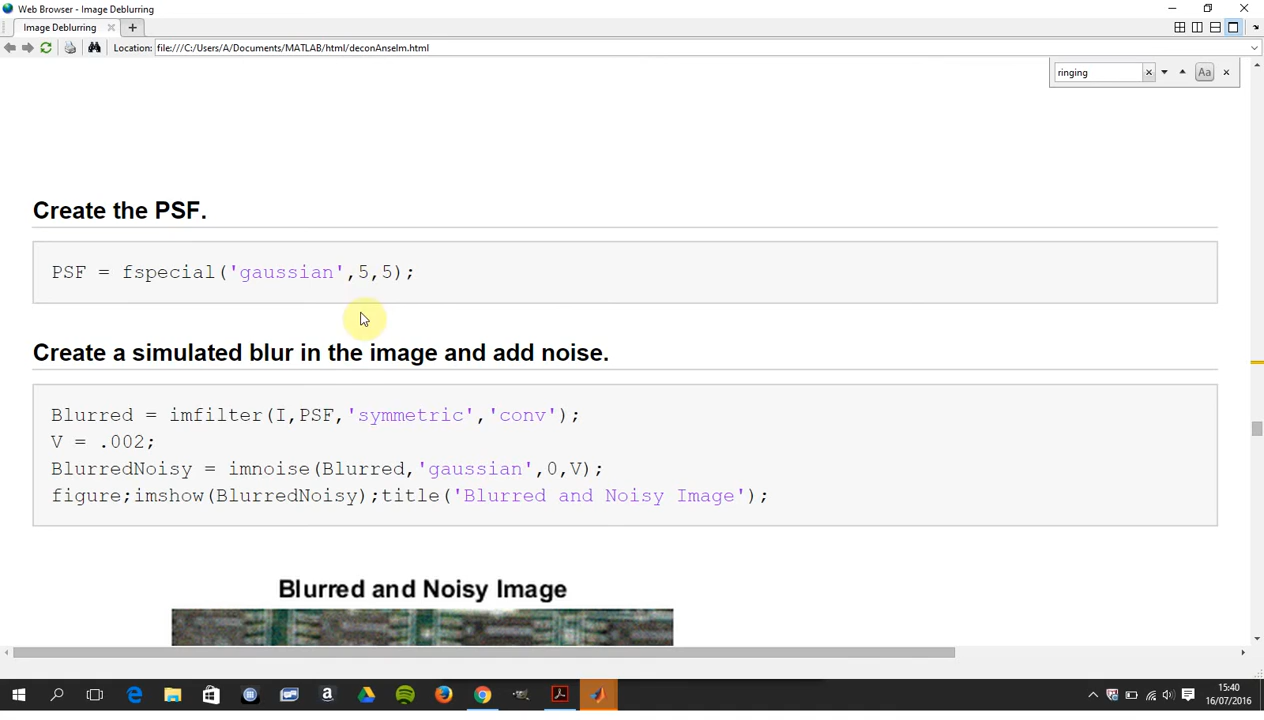 Web Browser - Image Deblurring
Image Deblurring
Location: file:///C:/Users/A/Documents/MATLAB/html/deconAnselm.html
ringing
Aa
Create the PSF.
PSF = fspecial('gaussian',5,5);
Create a simulated blur in the image and add noise.
Blurred = imfilter(I,PSF,'symmetric','conv');
V = .002;
BlurredNoisy = imnoise(Blurred,'gaussian',0,V);
figure;imshow(BlurredNoisy);title('Blurred and Noisy Image');
Blurred and Noisy Image
15:40
16/07/2016